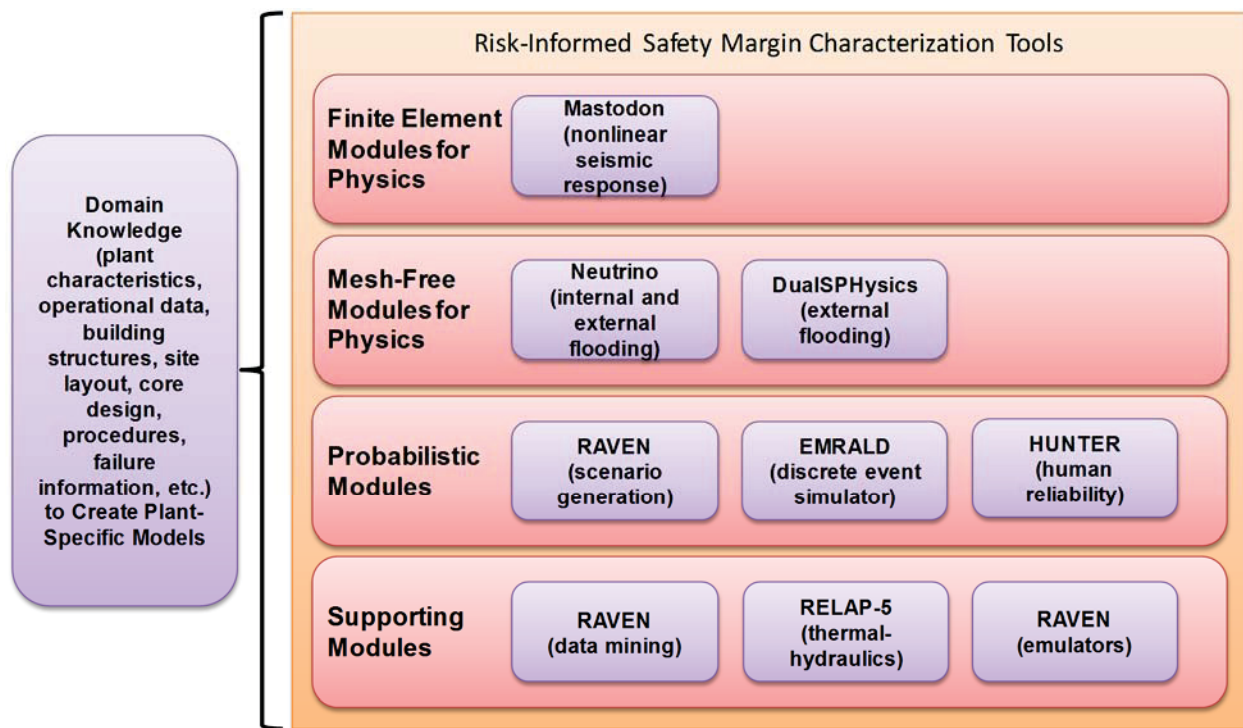 Risk-Informed Safety Margin Characterization Tools
Domain
Knowledge
(plant
characteristics,
operational data,
building
structures, site
layout, core
design,
procedures,
failure
information, etc.)
to Create Plant-
Specific Models
Finite Element
Modules for
Physics
Mastodon
(nonlinear
seismic
response)
Mesh-Free
Modules for
Physics
Neutrino
(internal and
external
flooding)
DualSPHysics
(external
flooding)
Probabilistic
Modules
RAVEN
(scenario
generation)
EMRALD
(discrete event
simulator)
HUNTER
(human
reliability)
Supporting
Modules
RAVEN
(data mining)
RELAP-5
(thermal-
hydraulics)
RAVEN
(emulators)